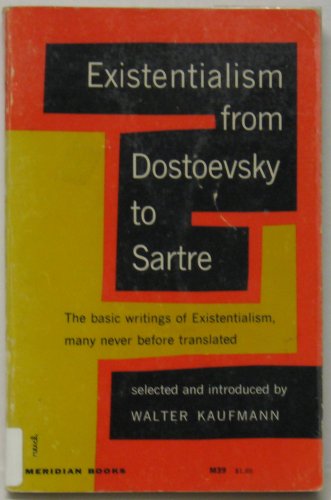 Existentialism
from
Dostoevsky
to
Sartre
The basic writings of Existentialism,
many never before translated
selected and introduced by
WALTER KAUFMANN
MERIDIAN BOOKS M39